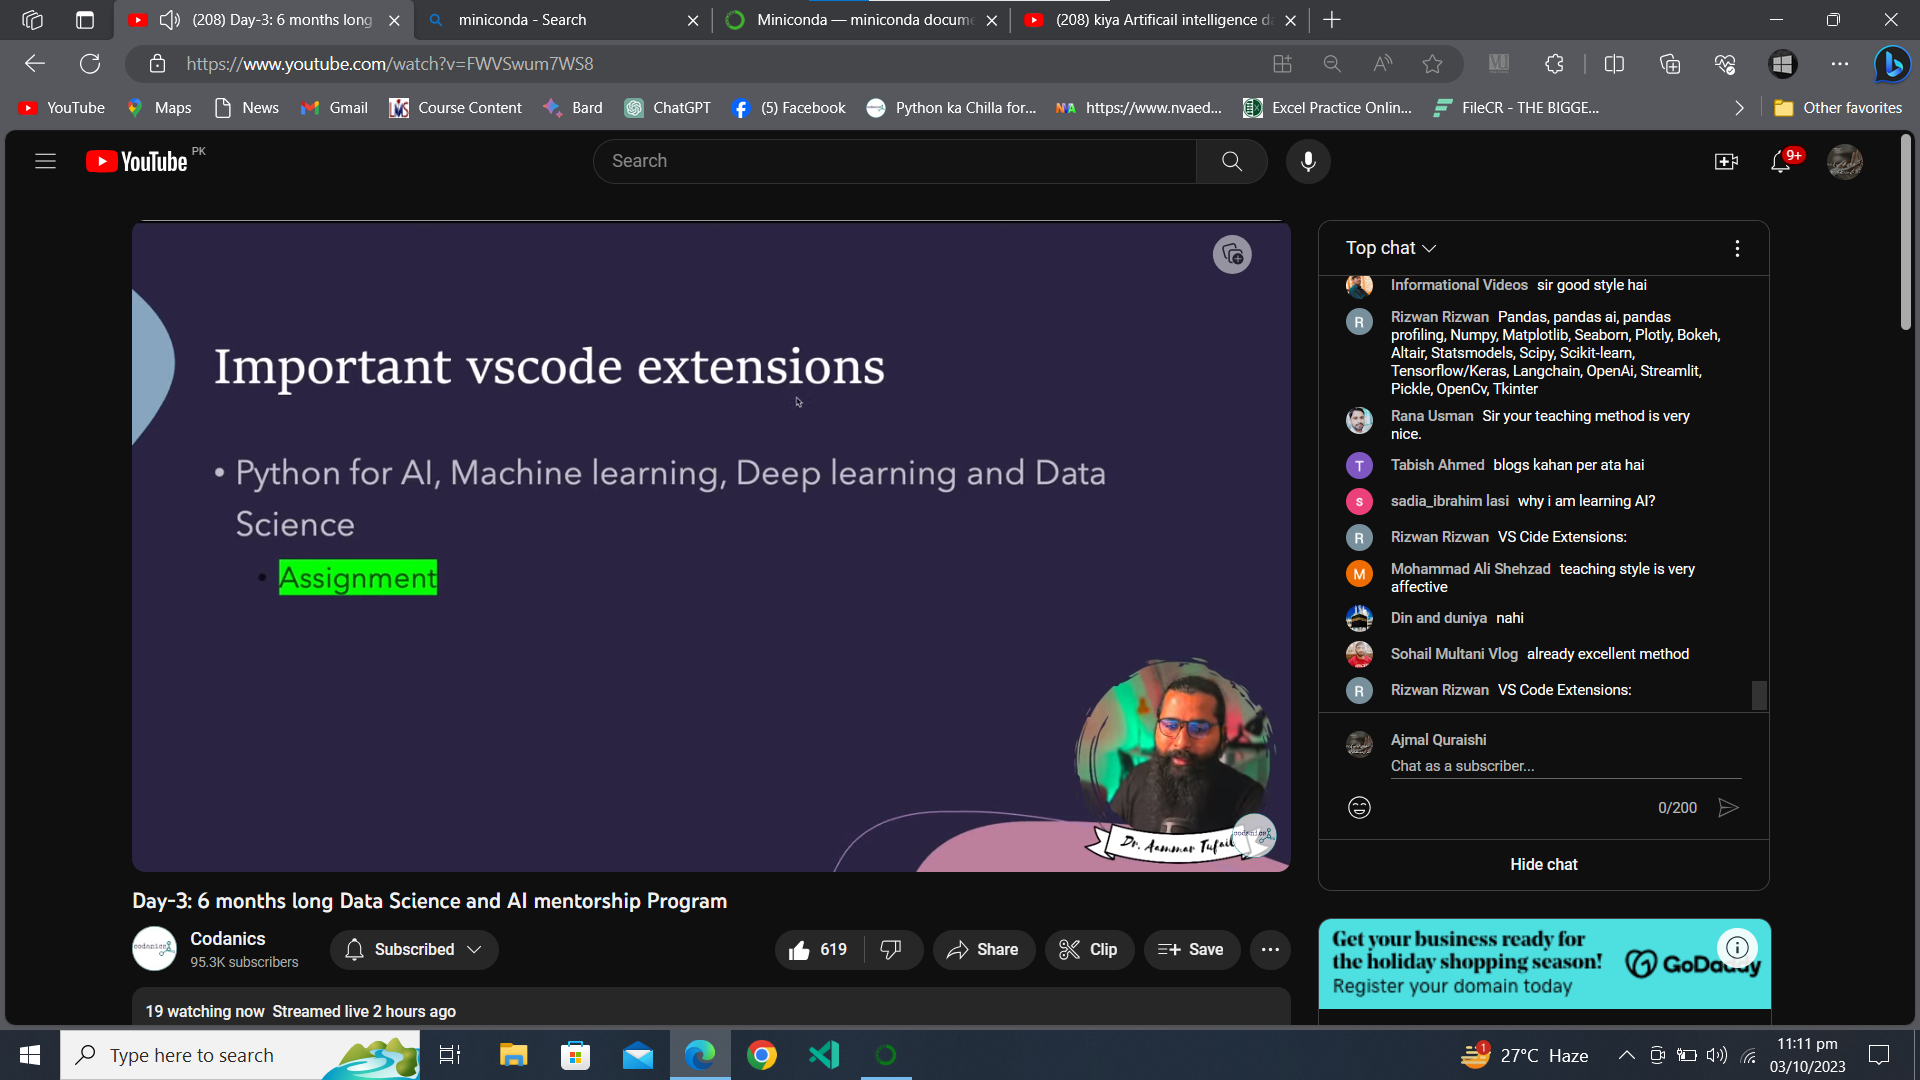 (208) Day-3: 6 months long
miniconda - Search
Miniconda — miniconda docume
(208) kiya Artificail intelligence da
https://www.youtube.com/watch?v=FWVSwum7WS8
YouTube
Maps
News
Gmail
Course Content
Bard
ChatGPT
(5) Facebook
Python ka Chilla for...
https://www.nvaed...
Excel Practice Onlin...
FileCR - THE BIGGE...
Other favorites
YouTube PK
Search
9+
Important vscode extensions
• Python for AI, Machine learning, Deep learning and Data
Science
• Assignment
Dr. Aammar Tufail
codanics
Top chat
Informational Videos sir good style hai
R Rizwan Rizwan Pandas, pandas ai, pandas
profiling, Numpy, Matplotlib, Seaborn, Plotly, Bokeh,
Altair, Statsmodels, Scipy, Scikit-learn,
Tensorflow/Keras, Langchain, OpenAi, Streamlit,
Pickle, OpenCv, Tkinter
Rana Usman Sir your teaching method is very
nice.
T Tabish Ahmed blogs kahan per ata hai
s sadia_ibrahim lasi why i am learning AI?
R Rizwan Rizwan VS Cide Extensions:
M Mohammad Ali Shehzad teaching style is very
affective
Din and duniya nahi
Sohail Multani Vlog already excellent method
R Rizwan Rizwan VS Code Extensions:
Ajmal Quraishi
Chat as a subscriber...
0/200
Hide chat
Day-3: 6 months long Data Science and AI mentorship Program
codanics
Codanics
95.3K subscribers
Subscribed
619
Share
Clip
Save
19 watching now Streamed live 2 hours ago
Get your business ready for
the holiday shopping season!
Register your domain today
GoDaddy
Type here to search
1
27°C Haze
11:11 pm
03/10/2023